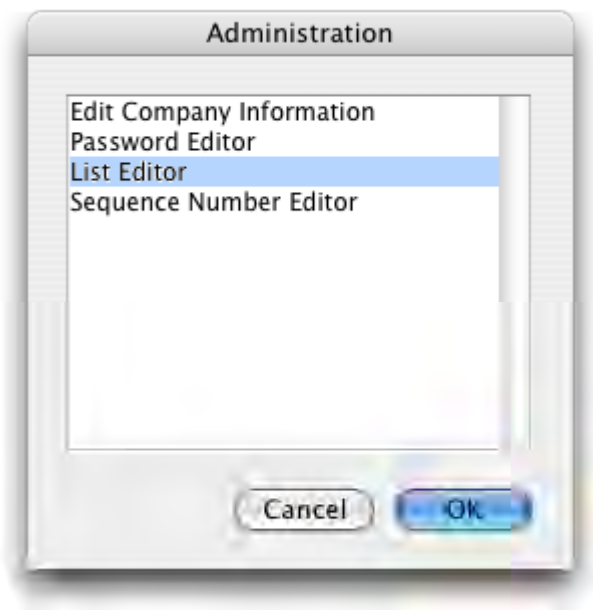 Administration
Edit Company Information
Password Editor
List Editor
Sequence Number Editor
Cancel
OK